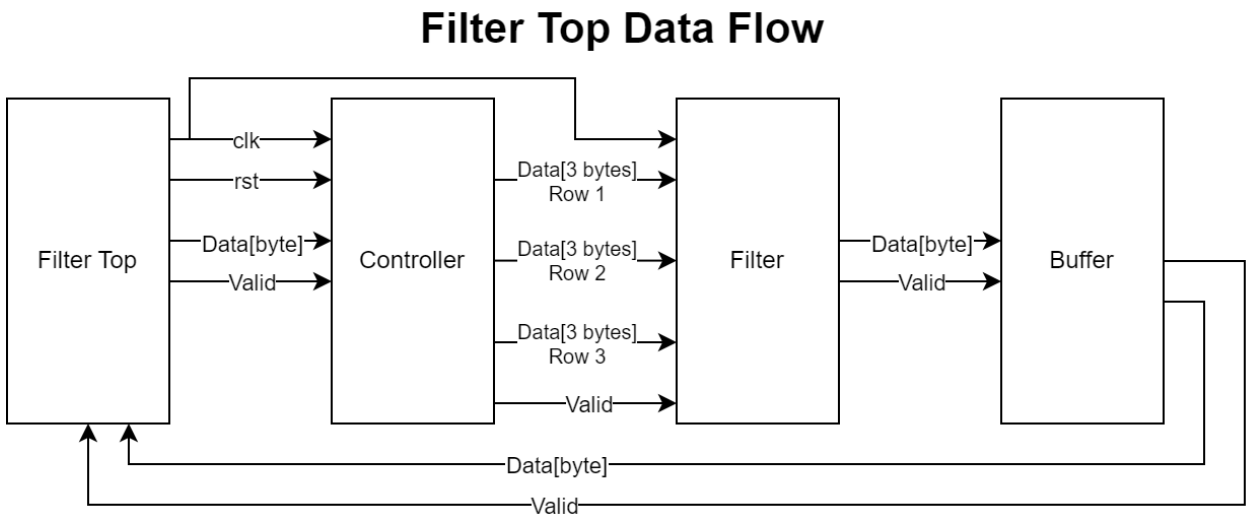 Filter Top Data Flow
clk
rst
Data[byte]
Valid
Filter Top
Controller
Data[3 bytes]
Row 1
Data[3 bytes]
Row 2
Data[3 bytes]
Row 3
Valid
Filter
Data[byte]
Valid
Buffer
Data[byte]
Valid